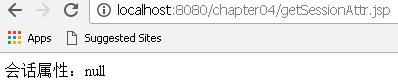 localhost:8080/chapter04/getSessionAttr.jsp
Apps Suggested Sites
会话属性：null